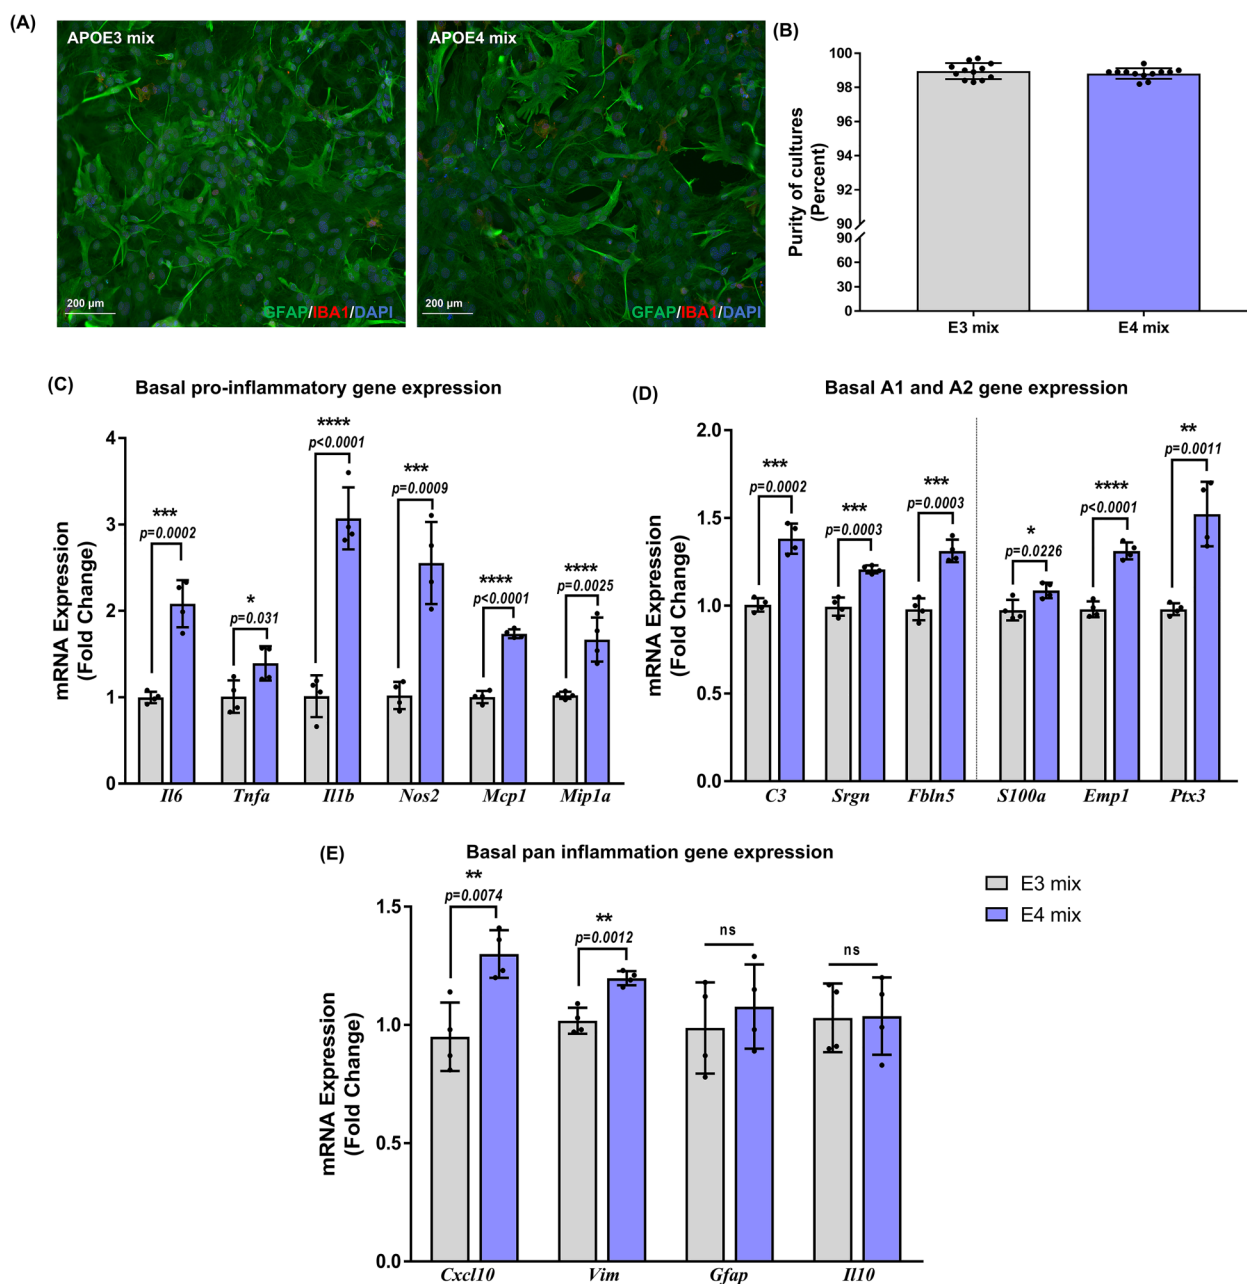 (A)
APOE3 mix
200 µm
GFAP/IBA1/DAPI
APOE4 mix
200 µm
GFAP/IBA1/DAPI
(B)
Purity of cultures
(Percent)
100
98
96
94
92
90
90
60
30
0
E3 mix
E4 mix
(C)
Basal pro-inflammatory gene expression
mRNA Expression
(Fold Change)
4
3
2
1
0
***
p=0.0002
*
p=0.031
****
p<0.0001
***
p=0.0009
****
p<0.0001
****
p=0.0025
Il6
Tnfa
Il1b
Nos2
Mcp1
Mip1a
(D)
Basal A1 and A2 gene expression
mRNA Expression
(Fold Change)
2.0
1.5
1.0
0.5
0.0
***
p=0.0002
***
p=0.0003
***
p=0.0003
*
p=0.0226
****
p<0.0001
**
p=0.0011
C3
Srgn
Fbln5
S100a
Emp1
Ptx3
(E)
Basal pan inflammation gene expression
mRNA Expression
(Fold Change)
1.5
1.0
0.5
0.0
**
p=0.0074
**
p=0.0012
ns
ns
Cxcl10
Vim
Gfap
Il10
E3 mix
E4 mix